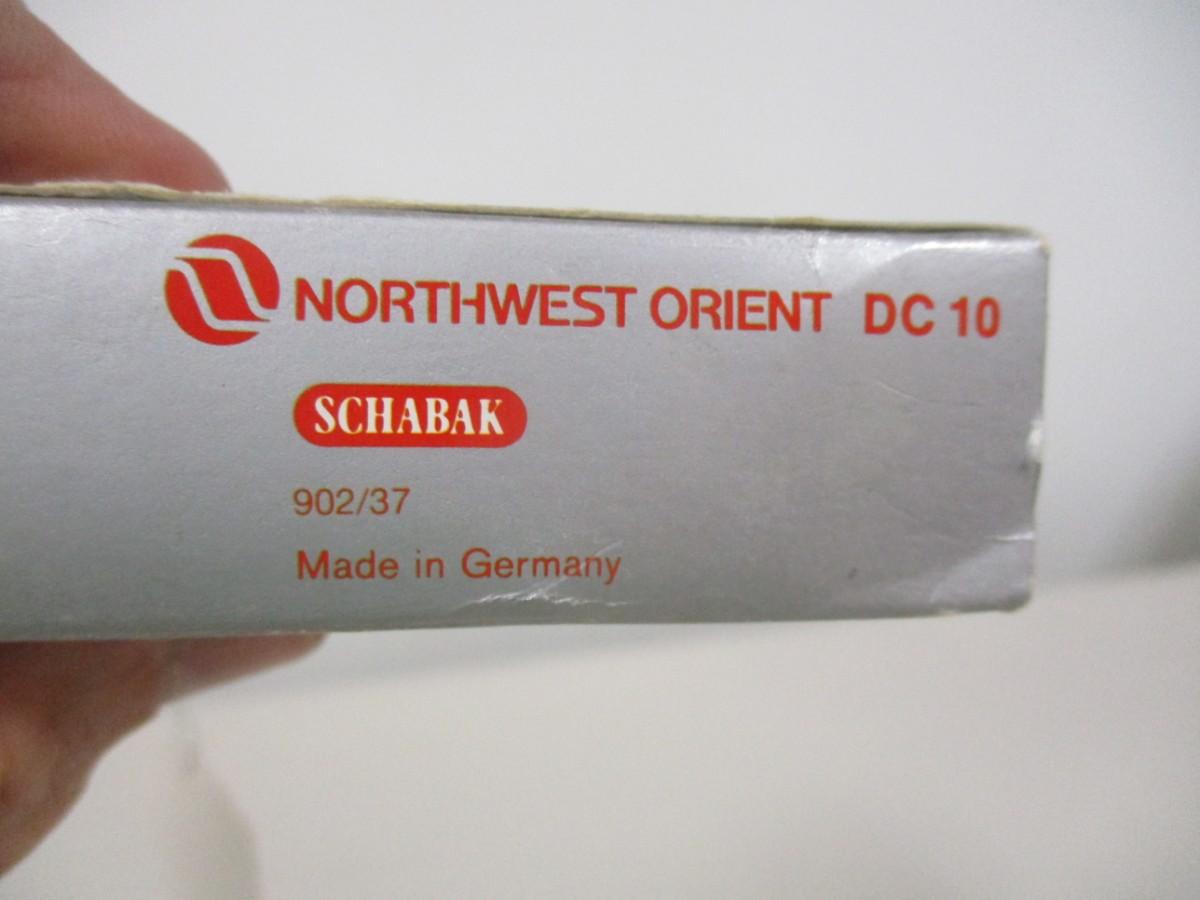 NORTHWEST ORIENT DC 10
SCHABAK
902/37
Made in Germany